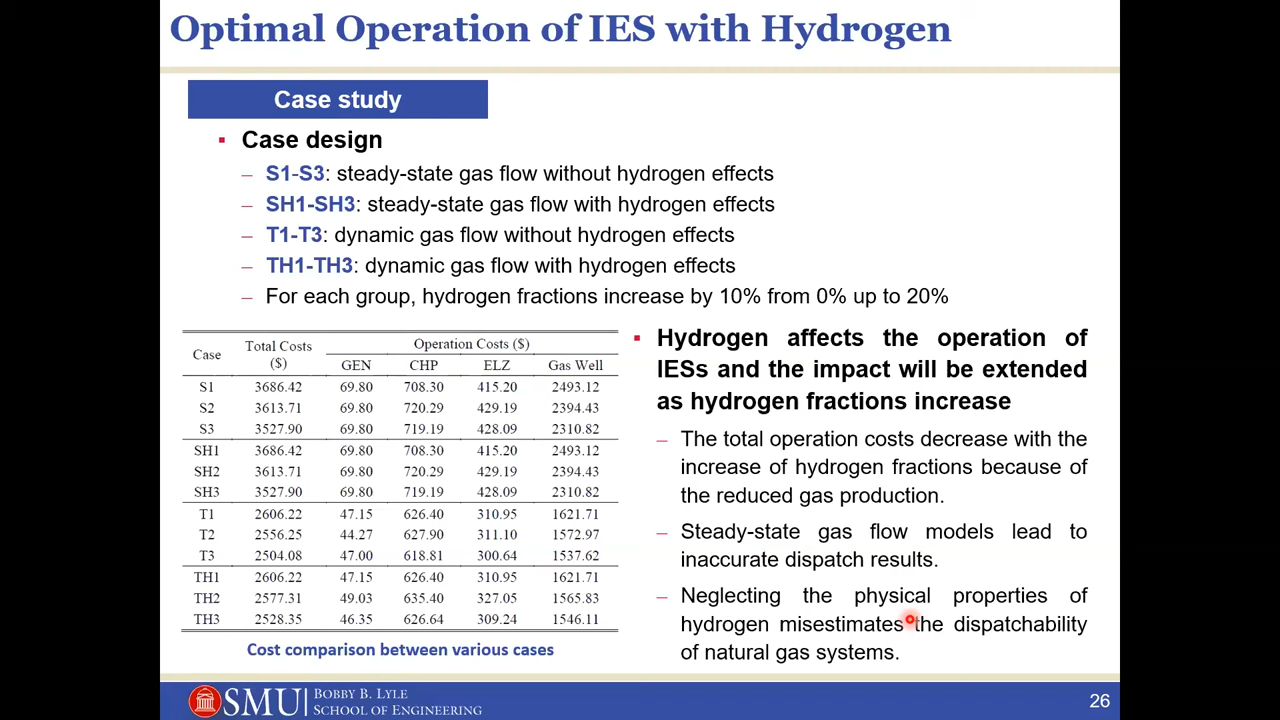 Optimal Operation of IES with Hydrogen
Case study
▪ Case design
– S1-S3: steady-state gas flow without hydrogen effects
– SH1-SH3: steady-state gas flow with hydrogen effects
– T1-T3: dynamic gas flow without hydrogen effects
– TH1-TH3: dynamic gas flow with hydrogen effects
– For each group, hydrogen fractions increase by 10% from 0% up to 20%
Case Total Costs ($) Operation Costs ($)
GEN CHP ELZ Gas Well
S1 3686.42 69.80 708.30 415.20 2493.12
S2 3613.71 69.80 720.29 429.19 2394.43
S3 3527.90 69.80 719.19 428.09 2310.82
SH1 3686.42 69.80 708.30 415.20 2493.12
SH2 3613.71 69.80 720.29 429.19 2394.43
SH3 3527.90 69.80 719.19 428.09 2310.82
T1 2606.22 47.15 626.40 310.95 1621.71
T2 2556.25 44.27 627.90 311.10 1572.97
T3 2504.08 47.00 618.81 300.64 1537.62
TH1 2606.22 47.15 626.40 310.95 1621.71
TH2 2577.31 49.03 635.40 327.05 1565.83
TH3 2528.35 46.35 626.64 309.24 1546.11
Cost comparison between various cases
▪ Hydrogen affects the operation of
IESs and the impact will be extended
as hydrogen fractions increase
– The total operation costs decrease with the
increase of hydrogen fractions because of
the reduced gas production.
– Steady-state gas flow models lead to
inaccurate dispatch results.
– Neglecting the physical properties of
hydrogen misestimates the dispatchability
of natural gas systems.
SMU BOBBY B. LYLE
SCHOOL OF ENGINEERING
26